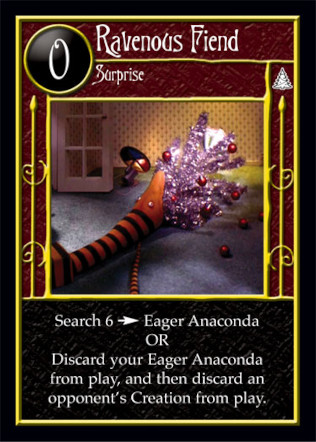 0
Ravenous Fiend
Surprise
Search 6 → Eager Anaconda
OR
Discard your Eager Anaconda
from play, and then discard an
opponent's Creation from play.